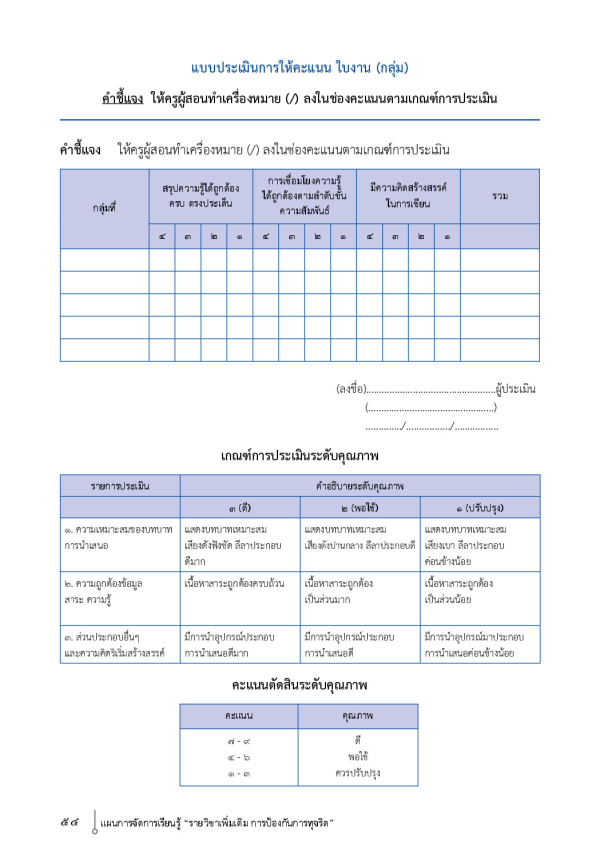 แบบประเมินการให้คะแนน ใบงาน (กลุ่ม)
คำชี้แจง ให้ครูผู้สอนทำเครื่องหมาย (/) ลงในช่องคะแนนตามเกณฑ์การประเมิน
คำชี้แจง ให้ครูผู้สอนทำเครื่องหมาย (/) ลงในช่องคะแนนตามเกณฑ์การประเมิน
กลุ่มที่
สรุปความรู้ได้ถูกต้อง
ครบ ตรงประเด็น
การเชื่อมโยงความรู้
ได้ถูกต้องตามลำดับขั้น
ความสัมพันธ์
มีความคิดสร้างสรรค์
ในการเขียน
รวม
๔ ๓ ๒ ๑ ๔ ๓ ๒ ๑ ๔ ๓ ๒ ๑
(ลงชื่อ)..................................................ผู้ประเมิน
(................................................)
............../................./.................
เกณฑ์การประเมินระดับคุณภาพ
รายการประเมิน คำอธิบายระดับคุณภาพ
๓ (ดี) ๒ (พอใช้) ๑ (ปรับปรุง)
๑. ความเหมาะสมของบทบาท
การนำเสนอ
แสดงบทบาทเหมาะสม
เสียงดังฟังชัด ลีลาประกอบ
ดีมาก
แสดงบทบาทเหมาะสม
เสียงดังปานกลาง ลีลาประกอบดี
แสดงบทบาทเหมาะสม
เสียงเบา ลีลาประกอบ
ค่อนข้างน้อย
๒. ความถูกต้องข้อมูล
สาระ ความรู้
เนื้อหาสาระถูกต้องครบถ้วน
เนื้อหาสาระถูกต้อง
เป็นส่วนมาก
เนื้อหาสาระถูกต้อง
เป็นส่วนน้อย
๓. ส่วนประกอบอื่นๆ
และความคิดริเริ่มสร้างสรรค์
มีการนำอุปกรณ์ประกอบ
การนำเสนอดีมาก
มีการนำอุปกรณ์ประกอบ
การนำเสนอดี
มีการนำอุปกรณ์มาประกอบ
การนำเสนอค่อนข้างน้อย
คะแนนตัดสินระดับคุณภาพ
คะแนน คุณภาพ
๗ - ๙ ดี
๔ - ๖ พอใช้
๑ - ๓ ควรปรับปรุง
๕๔ แผนการจัดการเรียนรู้ “รายวิชาเพิ่มเติม การป้องกันการทุจริต”